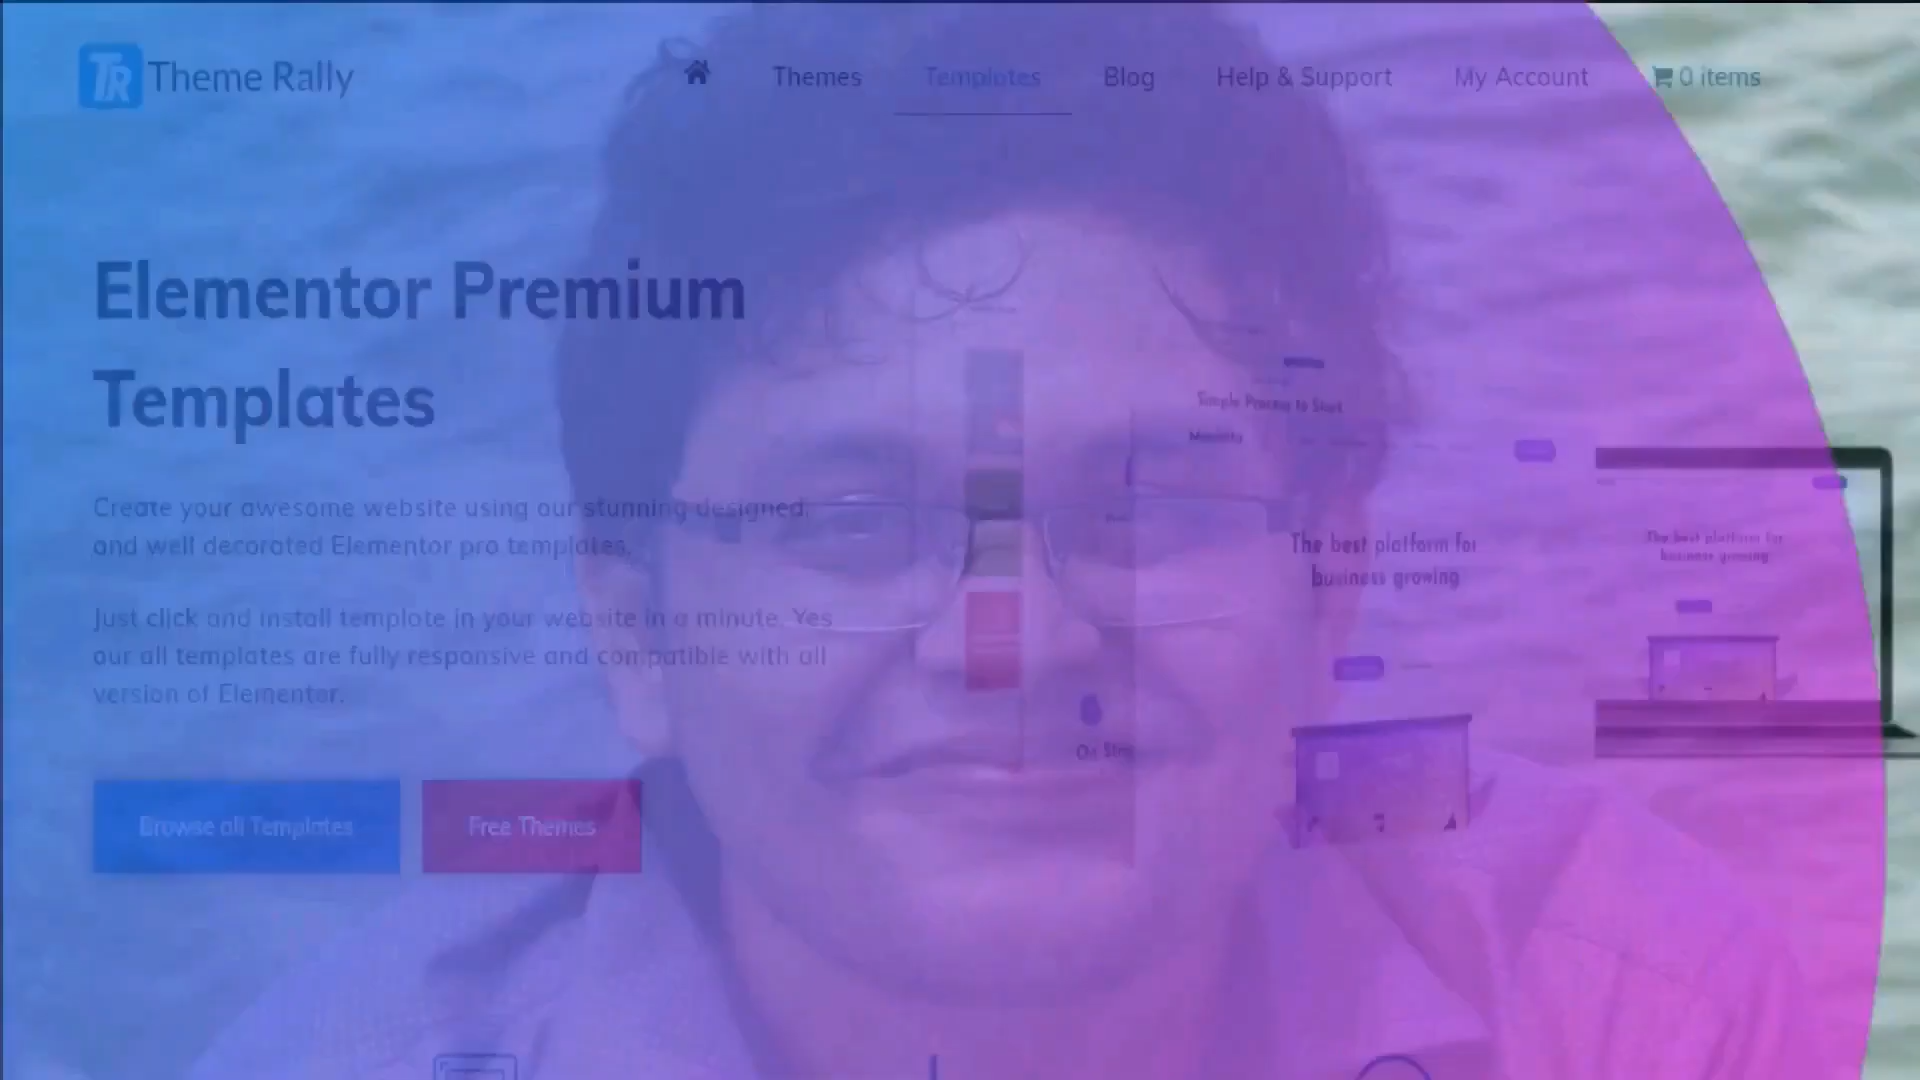 TR Theme Rally
Themes
Templates
Blog
Help & Support
My Account
0 items
Elementor Premium
Templates
Create your awesome website using our stunning designed,
and well decorated Elementor pro templates.
Just click and install template in your website in a minute. Yes
our all templates are fully responsive and compatible with all
version of Elementor.
Browse all Templates
Free Themes
Simple Process to Start
The best platform for
business growing
The best platform for
business growing